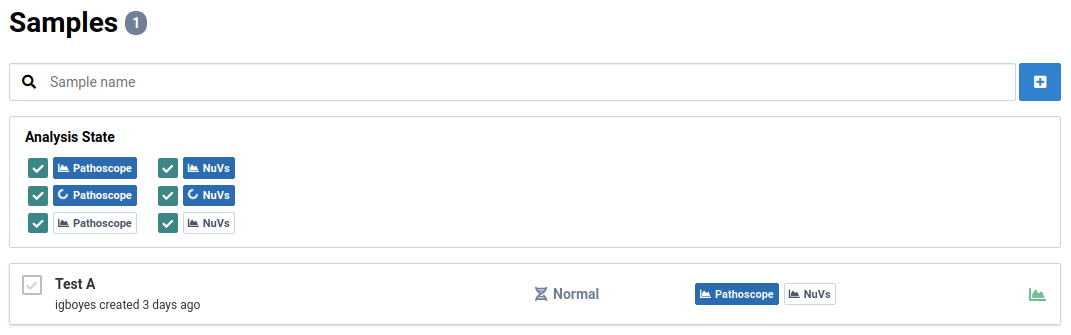 Samples 1
Sample name
Analysis State
Pathoscope NuVs
Pathoscope NuVs
Pathoscope NuVs
Test A
igboyes created 3 days ago
Normal
Pathoscope NuVs